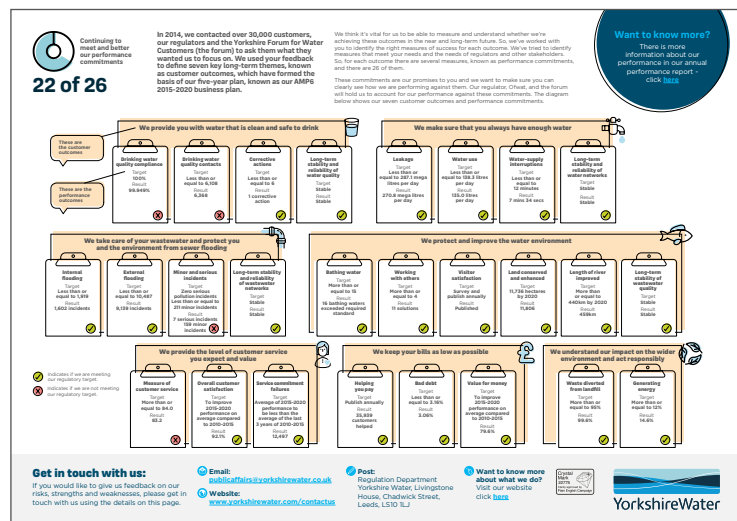 Continuing to
meet and better
our performance
commitments
22 of 26
In 2014, we contacted over 30,000 customers,
our regulators and the Yorkshire Forum for Water
Customers (the forum) to ask them what they
wanted us to focus on. We used your feedback
to define seven key long-term themes, known
as customer outcomes, which have formed the
basis of our five-year plan, known as our AMP6
2015-2020 business plan.
We think it's vital for us to be able to measure and understand whether we're
achieving these outcomes in the near and long-term future. So, we've worked with
you to identify the right measures of success for each outcome. We've tried to identify
measures that meet your needs and the needs of regulators and other stakeholders.
So, for each outcome there are several measures, known as performance commitments,
and there are 26 of them.
These commitments are our promises to you and we want to make sure you can
clearly see how we are performing against them. Our regulator, Ofwat, and the forum
will hold us to account for our performance against these commitments. The diagram
below shows our seven customer outcomes and performance commitments.
Want to know more?
There is more
information about our
performance in our annual
performance report -
click here
These are
the customer
outcomes
These are the
performance
outcomes
We provide you with water that is clean and safe to drink
Drinking water
quality compliance
Target
100%
Result
99.949%
Drinking water
quality contacts
Target
Less than or
equal to 6,108
Result
6,368
Corrective
actions
Target
Less than or
equal to 6
Result
1 corrective
action
Long-term
stability and
reliability of
water quality
Target
Stable
Result
Stable
We make sure that you always have enough water
Leakage
Target
Less than or
equal to 287.1 mega
litres per day
Result
270.8 mega litres
per day
Water use
Target
Less than or
equal to 138.3 litres
per day
Result
135.0 litres
per day
Water-supply
interruptions
Target
Less than or
equal to
12 minutes
Result
7 mins 34 secs
Long-term
stability and
reliability of
water networks
Target
Stable
Result
Stable
We take care of your wastewater and protect you
and the environment from sewer flooding
Internal
flooding
Target
Less than or
equal to 1,919
Result
1,602 incidents
External
flooding
Target
Less than or
equal to 10,487
Result
9,139 incidents
Minor and serious
incidents
Target
Zero serious
pollution incidents
Less than or equal to
211 minor incidents
Result
7 serious incidents
159 minor
incidents
Long-term stability
and reliability
of wastewater
networks
Target
Stable
Result
Stable
We protect and improve the water environment
Bathing water
Target
More than or
equal to 15
Result
16 bathing waters
exceeded required
standard
Working
with others
Target
More than or
equal to 4
Result
11 solutions
Visitor
satisfaction
Target
Survey and
publish annually
Result
Published
Land conserved
and enhanced
Target
11,736 hectares
by 2020
Result
11,806
Length of river
improved
Target
More than or
equal to
440km by 2020
Result
459km
Long-term
stability of
wastewater
quality
Target
Stable
Result
Stable
Indicates if we are meeting
our regulatory target.
Indicates if we are not meeting
our regulatory target.
We provide the level of customer service
you expect and value
Measure of
customer service
Target
More than or
equal to 84.0
Result
83.2
Overall customer
satisfaction
Target
To improve
2015-2020
performance on
average compared
to 2010-2015
Result
92.1%
Service commitment
failures
Target
Average of 2015-2020
performance to
be less than the
average of the last
3 years of 2010-2015
Result
12,497
We keep your bills as low as possible
£
Helping
you pay
Target
Publish annually
Result
25,939
customers
helped
Bad debt
Target
Less than or
equal to 3.16%
Result
3.06%
Value for money
Target
To improve
2015-2020
performance on
average compared
to 2010-2015
Result
79.6%
We understand our impact on the wider
environment and act responsibly
Waste diverted
from landfill
Target
More than or
equal to 95%
Result
99.6%
Generating
energy
Target
More than or
equal to 12%
Result
14.6%
Get in touch with us:
If you would like to give us feedback on our
risks, strengths and weaknesses, please get in
touch with us using the details on this page.
Email:
publicaffairs@yorkshirewater.co.uk
Website:
www.yorkshirewater.com/contactus
Post:
Regulation Department
Yorkshire Water, Livingstone
House, Chadwick Street,
Leeds, LS10 1LJ
Want to know more
about what we do?
Visit our website
click here
Crystal
Mark
22779
Clarity approved by
Plain English Campaign
YorkshireWater